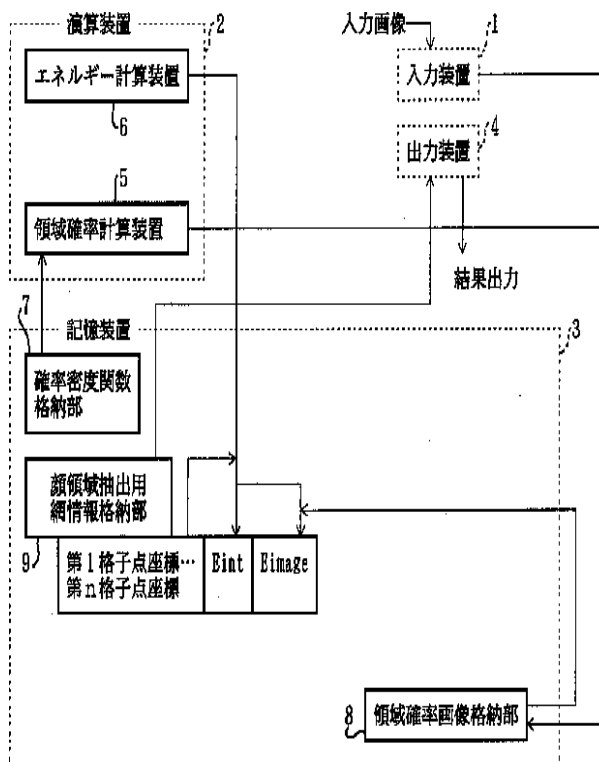 演算装置
2
エネルギー計算装置
6
5
領域確率計算装置
入力画像
1
入力装置
4
出力装置
結果出力
7
記憶装置
3
確率密度関数
格納部
顔領域抽出用
網情報格納部
9
第1格子点座標…
第n格子点座標
Eint
Eimage
8
領域確率画像格納部